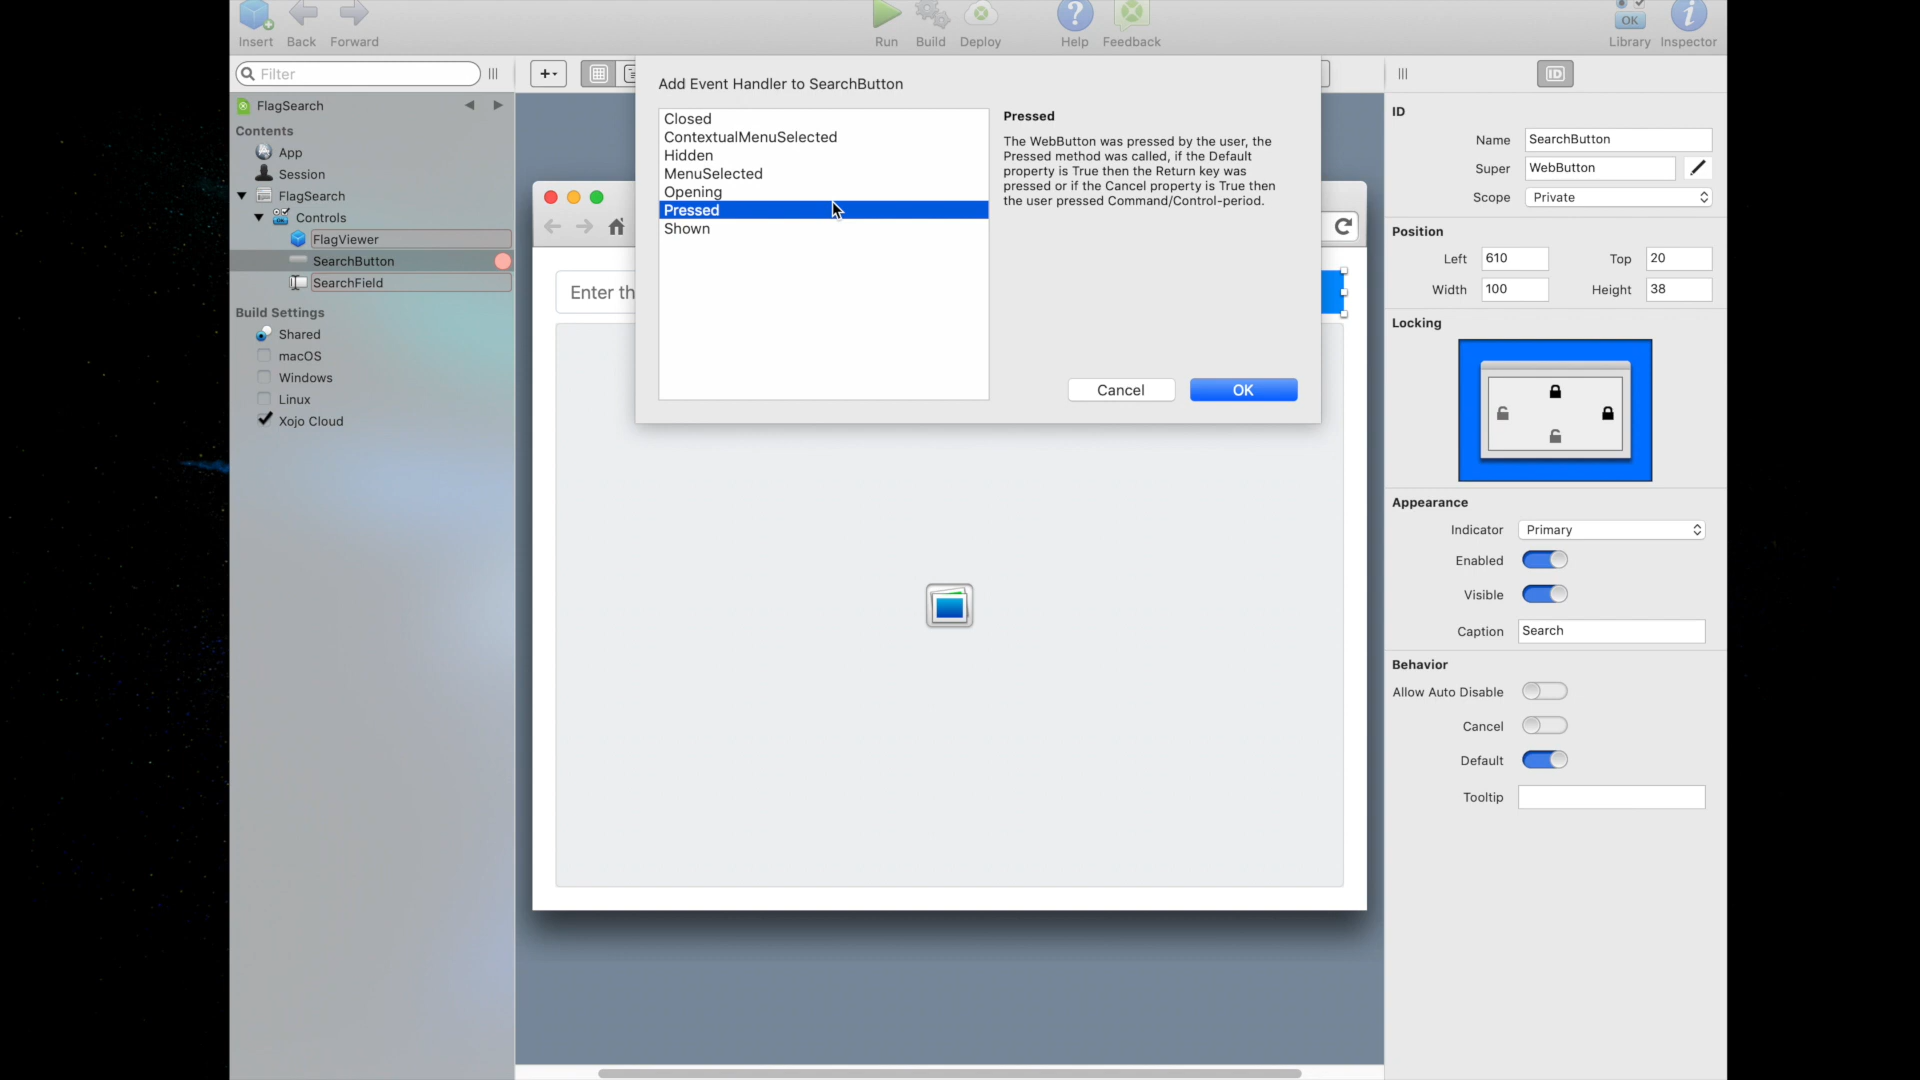 Insert
Back
Forward
Run
Build
Deploy
Help
Feedback
Library
OK
Inspector
Filter
ID
FlagSearch
Contents
App
Session
FlagSearch
Controls
FlagViewer
SearchButton
SearchField
Build Settings
Shared
macOS
Windows
Linux
Xojo Cloud
Add Event Handler to SearchButton
Closed
ContextualMenuSelected
Hidden
MenuSelected
Opening
Pressed
Shown
Pressed
The WebButton was pressed by the user, the
Pressed method was called, if the Default
property is True then the Return key was
pressed or if the Cancel property is True then
the user pressed Command/Control-period.
Cancel
OK
Enter th
ID
Name SearchButton
Super WebButton
Scope Private
Position
Left 610 Top 20
Width 100 Height 38
Locking
Appearance
Indicator Primary
Enabled
Visible
Caption Search
Behavior
Allow Auto Disable
Cancel
Default
Tooltip